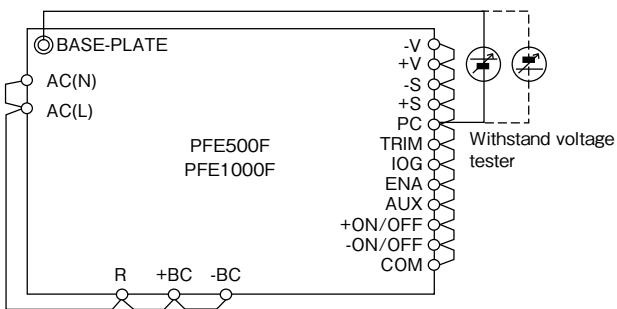 BASE-PLATE
AC(N)
AC(L)
PFE500F
PFE1000F
-V
+V
-S
+S
PC
TRIM
IOG
ENA
AUX
+ON/OFF
-ON/OFF
COM
Withstand voltage
tester
R +BC -BC